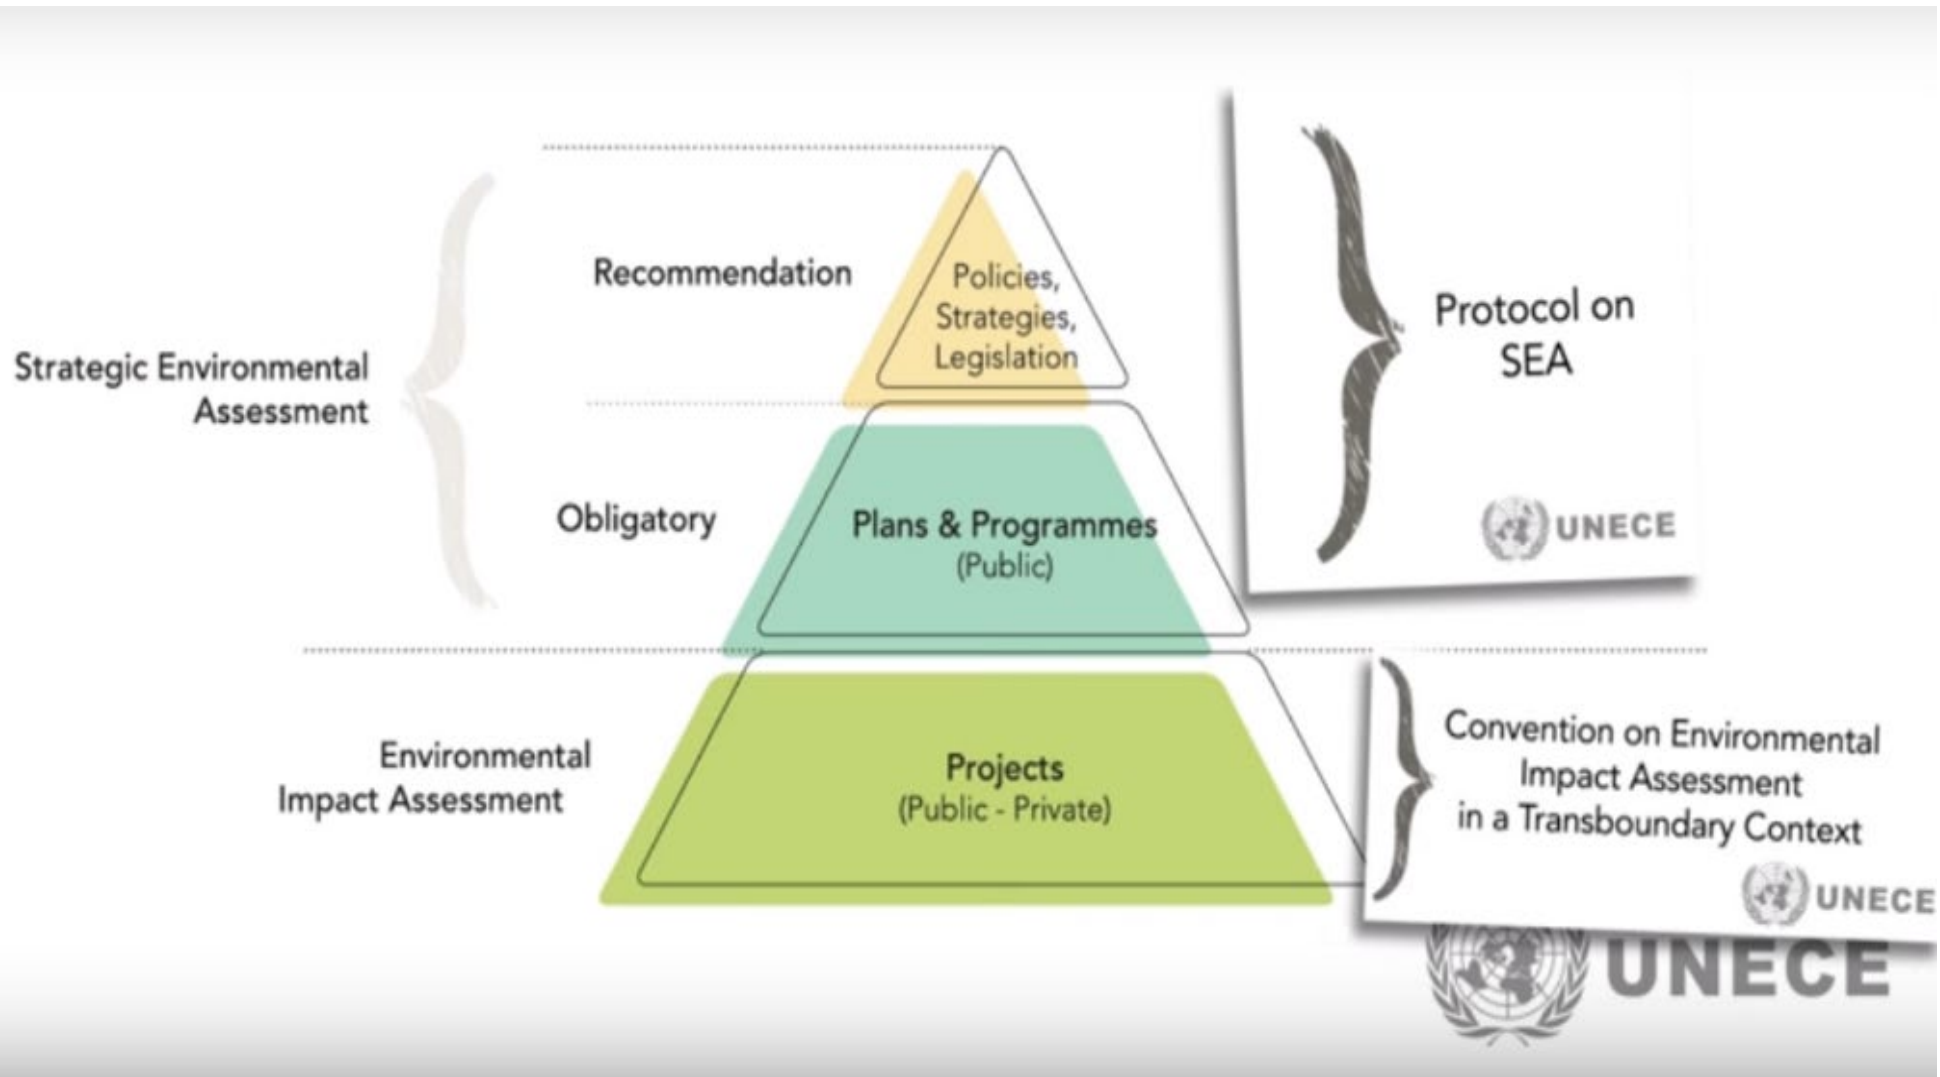 Recommendation
Policies,
Strategies,
Legislation
Protocol on
SEA
Strategic Environmental
Assessment
Obligatory
Plans & Programmes
(Public)
UNECE
Environmental
Impact Assessment
Projects
(Public - Private)
Convention on Environmental
Impact Assessment
in a Transboundary Context
UNECE
UNECE